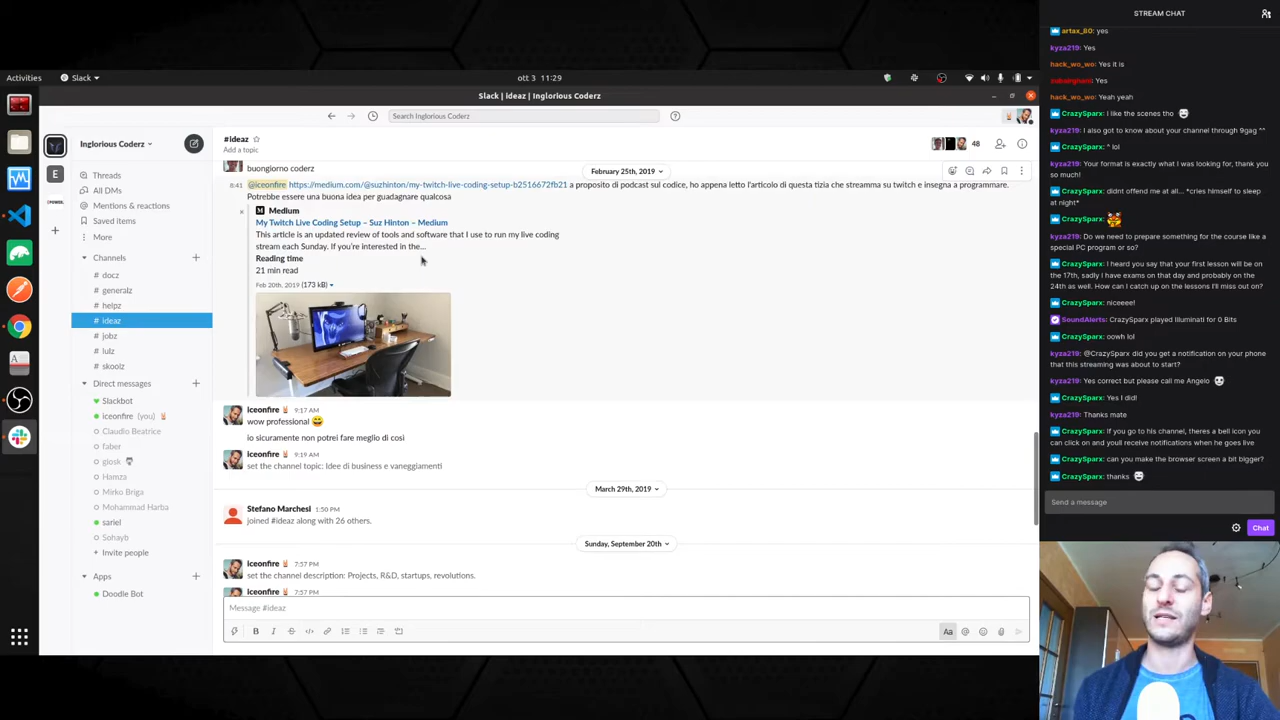 STREAM CHAT
artax_80: yes
kyza219: Yes
hack_wo_wo: Yes it is
Yes
hack_wo_wo: Yeah yeah
CrazySparx: I like the scenes tho
kyza219: I also got to know about your channel through 9gag ^^
CrazySparx: ^ lol
kyza219: Your format is exactly what I was looking for, thank you
so much!
CrazySparx: didnt offend me at all... *cries himself to sleep
at night*
CrazySparx:
kyza219: Do we need to prepare something for the course like a
special PC program or so?
CrazySparx: I heard you say that your first lesson will be on
the 17th, sadly I have exams on that day and probably on the
24th as well. How can I catch up on the lessons I'll miss out on?
CrazySparx: niceeee!
SoundAlerts: CrazySparx played Illuminati for 0 Bits
CrazySparx: oowh lol
kyza219: @CrazySparx did you get a notification on your phone
that this streaming was about to start?
kyza219: Yes correct but please call me Angelo
CrazySparx: Yes I did!
kyza219: Thanks mate
CrazySparx: If you go to his channel, theres a bell icon you
can click on and youll receive notifications when he goes live
CrazySparx: can you make the browser screen a bit bigger?
CrazySparx: thanks
Send a message
Chat
Activities
Slack
ott 3 11:29
Slack | ideaz | Inglorious Coderz
Search Inglorious Coderz
E
Inglorious Coderz
Threads
All DMs
Mentions & reactions
Saved items
More
Channels
# docz
# generalz
# helpz
# ideaz
# jobz
# lulz
# skoolz
Direct messages
Slackbot
iceonfire (you)
Claudio Beatrice
faber
giosk
Hamza
Mirko Briga
Mohammad Harba
sariel
Sohayb
Invite people
Apps
Doodle Bot
#ideaz
Add a topic
48
buongiorno coderz
February 25th, 2019
8:41 @iceonfire https://medium.com/@suzhinton/my-twitch-live-coding-setup-b2516672fb21 a proposito di podcast sul codice, ho appena letto l'articolo di questa tizia che streamma su twitch e insegna a programmare.
Potrebbe essere una buona idea per guadagnare qualcosa
Medium
My Twitch Live Coding Setup – Suz Hinton – Medium
This article is an updated review of tools and software that I use to run my live coding
stream each Sunday. If you're interested in the...
Reading time
21 min read
Feb 20th, 2019 (173 kB)
iceonfire 9:17 AM
wow professional
io sicuramente non potrei fare meglio di così
iceonfire 9:19 AM
set the channel topic: Idee di business e vaneggiamenti
March 29th, 2019
Stefano Marchesi 1:50 PM
joined #ideaz along with 26 others.
Sunday, September 20th
iceonfire 7:57 PM
set the channel description: Projects, R&D, startups, revolutions.
iceonfire 7:57 PM
Message #ideaz
B I S
Aa @